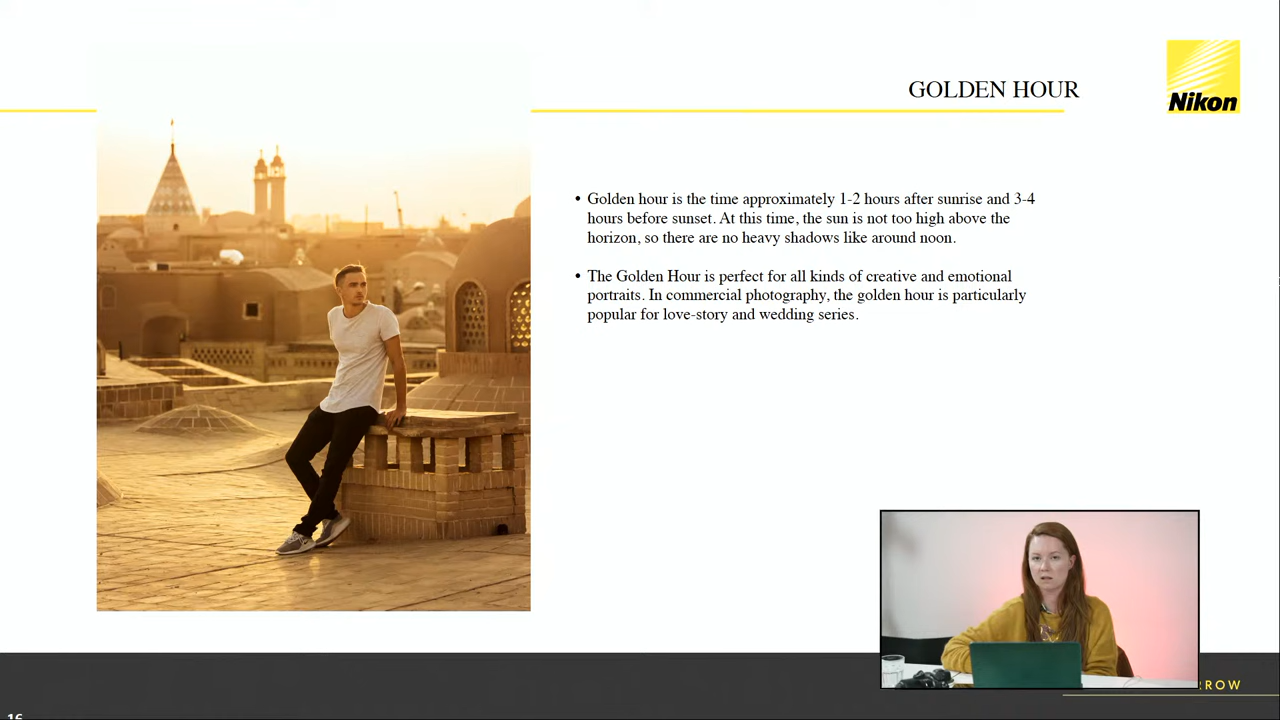 GOLDEN HOUR
Nikon
• Golden hour is the time approximately 1-2 hours after sunrise and 3-4
hours before sunset. At this time, the sun is not too high above the
horizon, so there are no heavy shadows like around noon.
• The Golden Hour is perfect for all kinds of creative and emotional
portraits. In commercial photography, the golden hour is particularly
popular for love-story and wedding series.
RROW
16